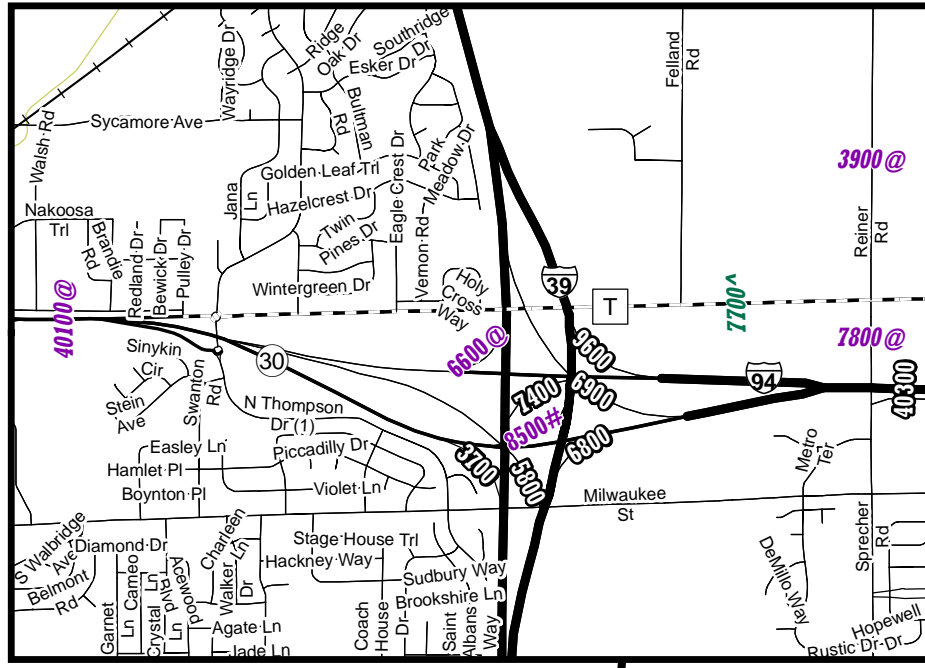 Wayridge Dr
Ridge
Oak Dr
Southridge
Dr
Esker Dr
Felland
Rd
Walsh Rd
Sycamore Ave
Bultman
Rd
Park
Meadow Dr
3900 @
Golden Leaf Trl
Jana
Ln
Hazelcrest Dr
Eagle Crest Dr
Nakoosa
Trl
Brandie
Rd
Redland Dr
Bewick Dr
Pulley Dr
Twin
Pines Dr
Vernon Rd
Reiner
Rd
Wintergreen Dr
Holy
Cross
Way
39
T
7700^
40100 @
6600 @
9600
7800 @
Sinykin
Cir
30
Stein
Ave
Swanton
Rd
7400
6900
94
40300
N Thompson
Dr (1)
8500#
Easley Ln
Piccadilly Dr
3700
5800
6800
Metro
Ter
Hamlet Pl
Boynton Pl
Violet Ln
Milwaukee
St
S Walbridge
Ave
Diamond Dr
Charleen
Ln
Stage House Trl
Hackney Way
Belmont
Rd
Garnet
Ln
Cameo
Ln
Crystal
Ln
Rlvd
Ln
Acewood
Walker
Dr
Sudbury Way
Brookshire Ln
DeMillo Way
Sprecher
Rd
Agate Ln
Jade Ln
Coach
House
Dr
Saint
Albans
Way
Hopewell
Dr
Rustic Dr